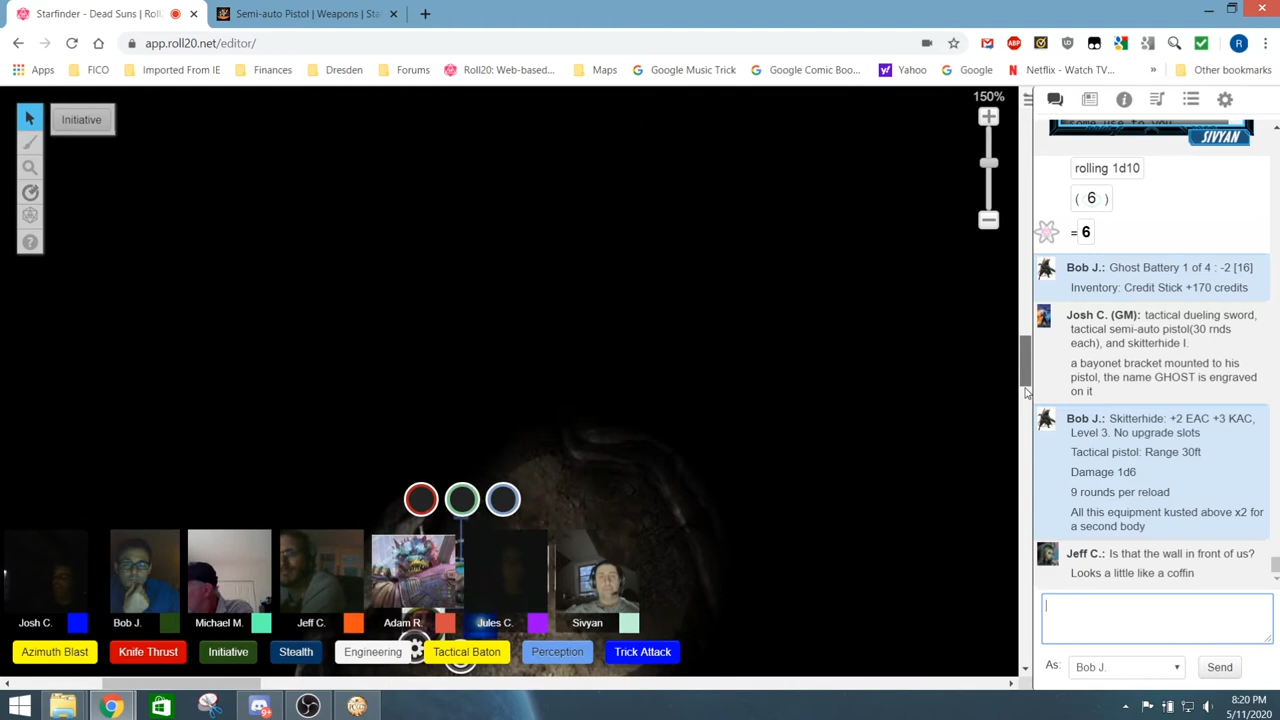 Starfinder - Dead Suns | Roll
Semi-auto Pistol | Weapons | Sta
app.roll20.net/editor/
Apps
FICO
Imported From IE
Finances
Dresden
Forums
Roll20: Web-based...
Maps
Google Music Trick
Google Comic Boo...
Yahoo
Google
Netflix - Watch TV...
»
Other bookmarks
Initiative
150%
some use to you
SIVYAN
rolling 1d10
( 6 )
= 6
Bob J.: Ghost Battery 1 of 4 : -2 [16]
Inventory: Credit Stick +170 credits
Josh C. (GM): tactical dueling sword,
tactical semi-auto pistol(30 rnds
each), and skitterhide I.
a bayonet bracket mounted to his
pistol, the name GHOST is engraved
on it
Bob J.: Skitterhide: +2 EAC +3 KAC,
Level 3. No upgrade slots
Tactical pistol: Range 30ft
Damage 1d6
9 rounds per reload
All this equipment kusted above x2 for
a second body
Jeff C.: Is that the wall in front of us?
Looks a little like a coffin
As:
Bob J.
Send
Josh C.
Bob J.
Michael M.
Jeff C.
Adam R.
Jules C.
Sivyan
Azimuth Blast
Knife Thrust
Initiative
Stealth
Engineering
Tactical Baton
Perception
Trick Attack
8:20 PM
5/11/2020